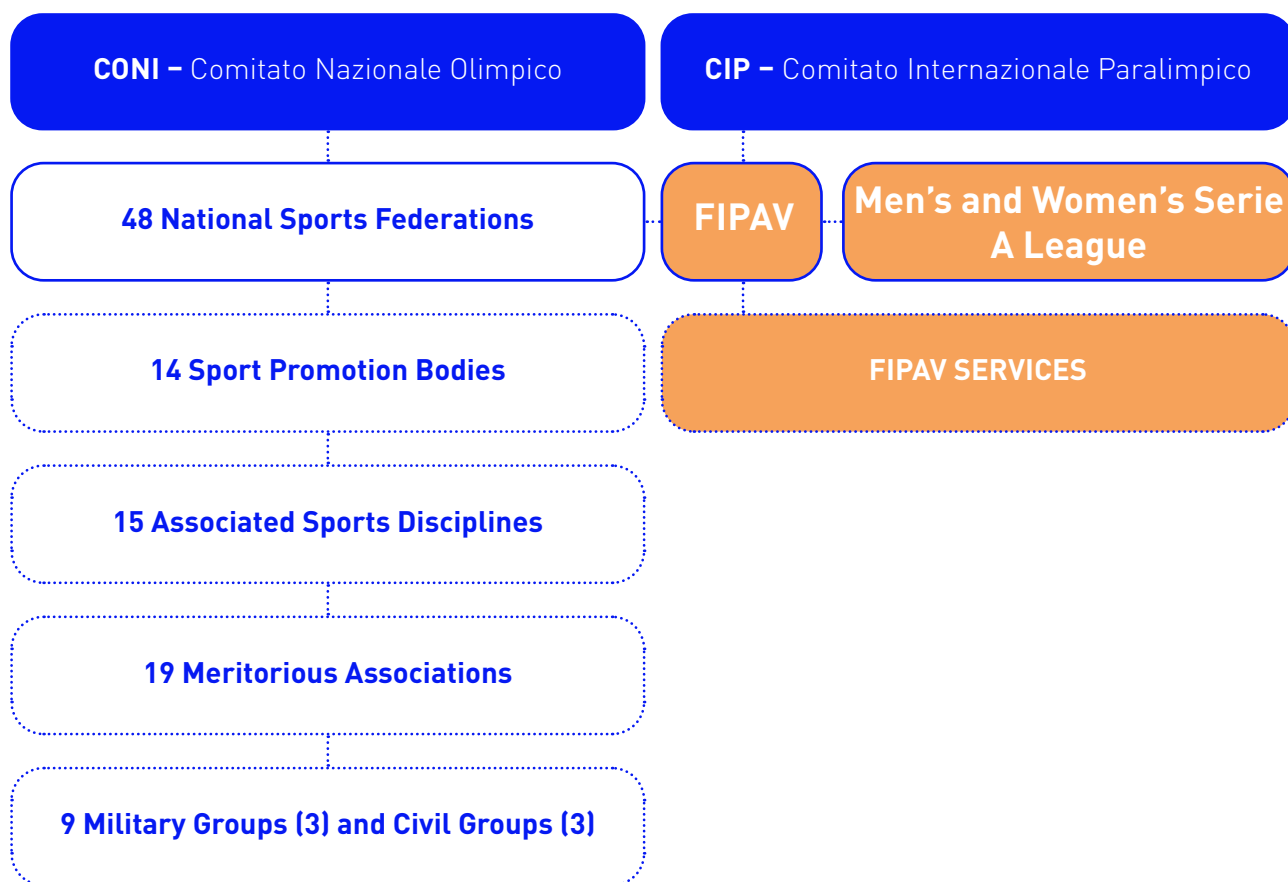 CONI – Comitato Nazionale Olimpico
CIP – Comitato Internazionale Paralimpico
48 National Sports Federations
FIPAV
Men’s and Women’s Serie
A League
14 Sport Promotion Bodies
FIPAV SERVICES
15 Associated Sports Disciplines
19 Meritorious Associations
9 Military Groups (3) and Civil Groups (3)